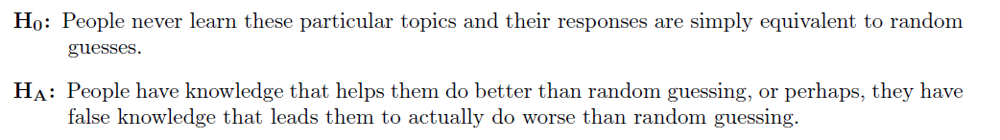 H₀: People never learn these particular topics and their responses are simply equivalent to random
guesses.
H_A: People have knowledge that helps them do better than random guessing, or perhaps, they have
false knowledge that leads them to actually do worse than random guessing.